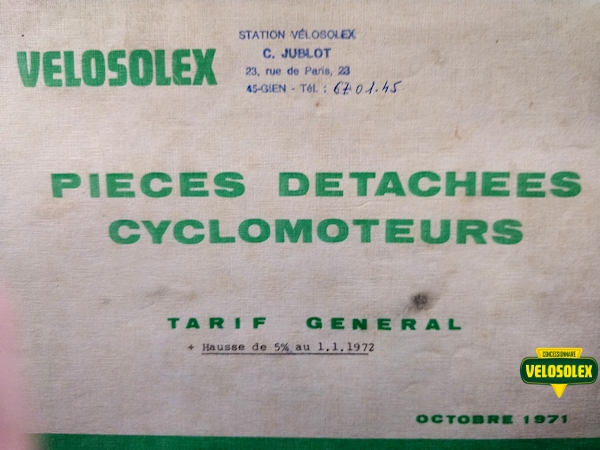 STATION VÉLOSOLEX
C. JUBLOT
23, rue de Paris, 23
45-GIEN - Tél. : 67.01.45
VELOSOLEX
PIECES DETACHEES
CYCLOMOTEURS
TARIF GENERAL
+ Hausse de 5% au 1.1.1972
CONCESSIONNAIRE
VELOSOLEX
OCTOBRE 1971